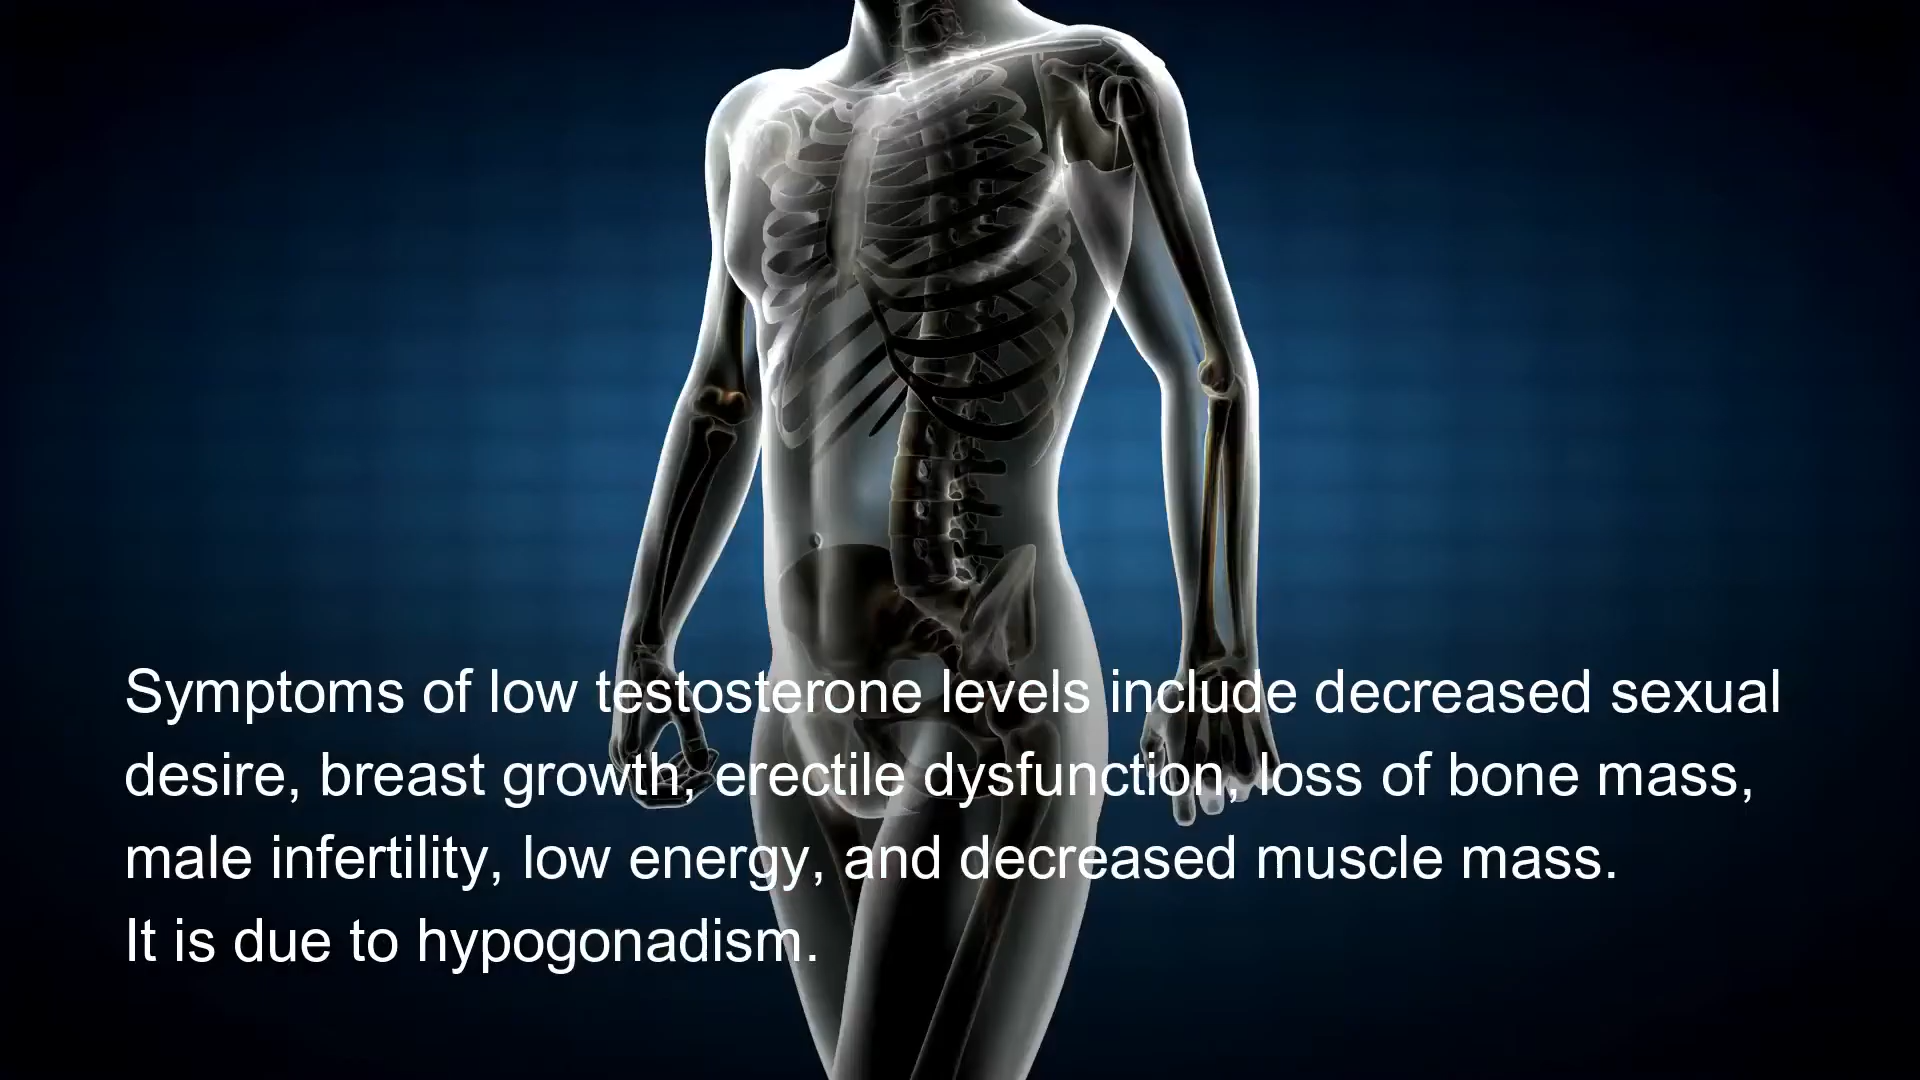 Symptoms of low testosterone levels include decreased sexual
desire, breast growth, erectile dysfunction, loss of bone mass,
male infertility, low energy, and decreased muscle mass.
It is due to hypogonadism.